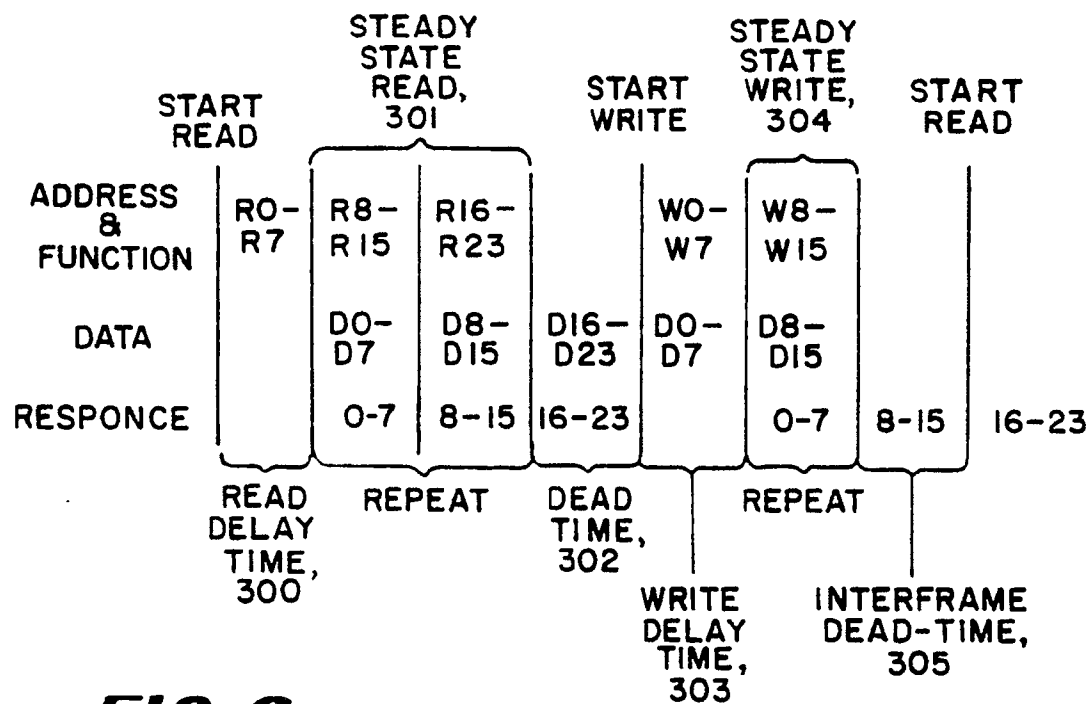 STEADY
STATE
READ,
301
STEADY
STATE
WRITE,
304
START
READ
START
WRITE
START
READ
ADDRESS
&
FUNCTION
R0-
R7
R8-
R15
R16-
R23
W0-
W7
W8-
W15
DATA
D0-
D7
D8-
D15
D16-
D23
D0-
D7
D8-
D15
RESPONCE
0-7
8-15
16-23
0-7
8-15
16-23
READ
DELAY
TIME,
300
REPEAT
DEAD
TIME,
302
REPEAT
WRITE
DELAY
TIME,
303
INTERFRAME
DEAD-TIME,
305